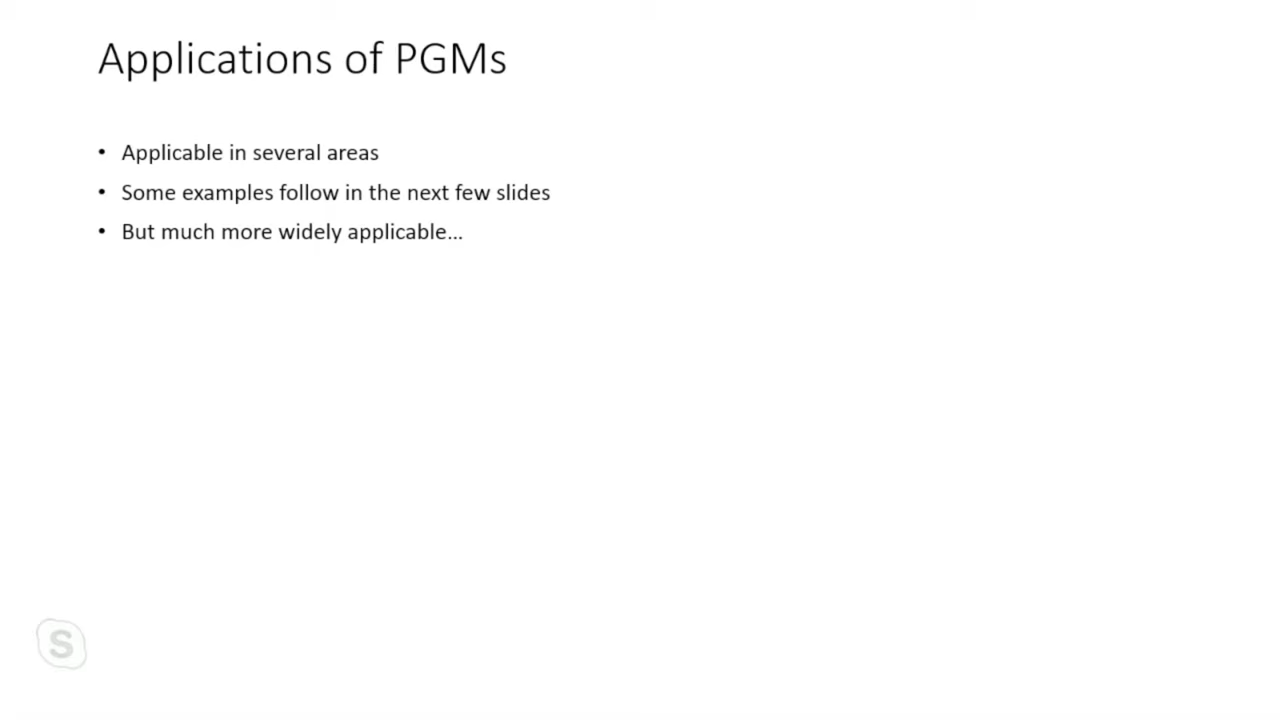 Applications of PGMs
• Applicable in several areas
• Some examples follow in the next few slides
• But much more widely applicable...
S